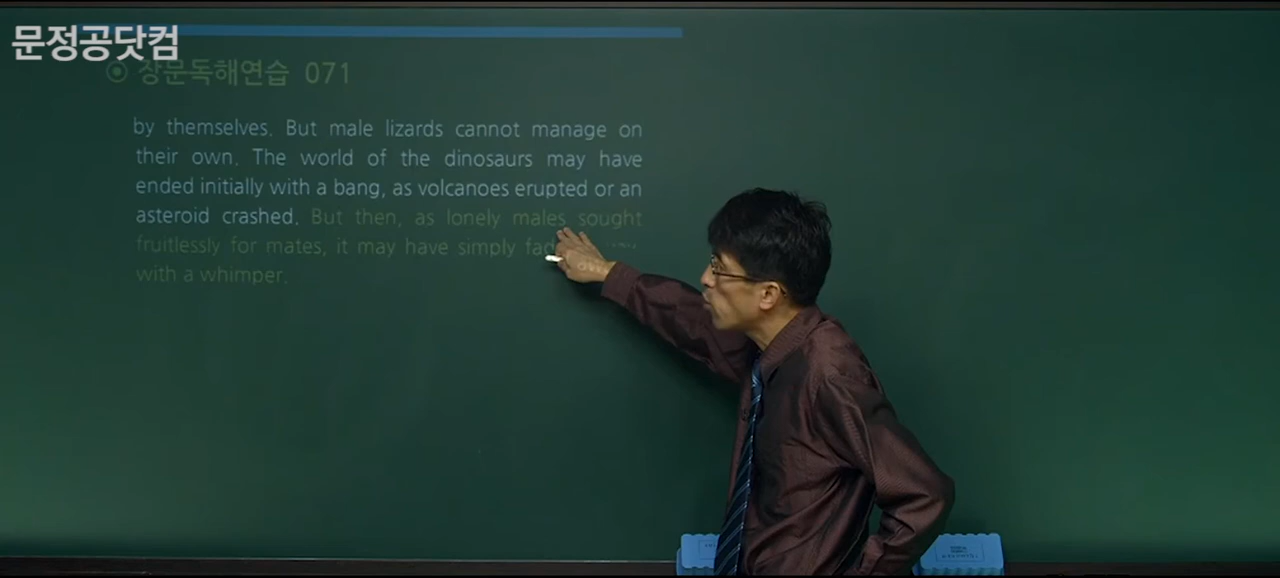 문정공닷컴
◉ 장문독해연습 071
by themselves. But male lizards cannot manage on
their own. The world of the dinosaurs may have
ended initially with a bang, as volcanoes erupted or an
asteroid crashed. But then, as lonely males sought
fruitlessly for mates, it may have simply
with a whimper.